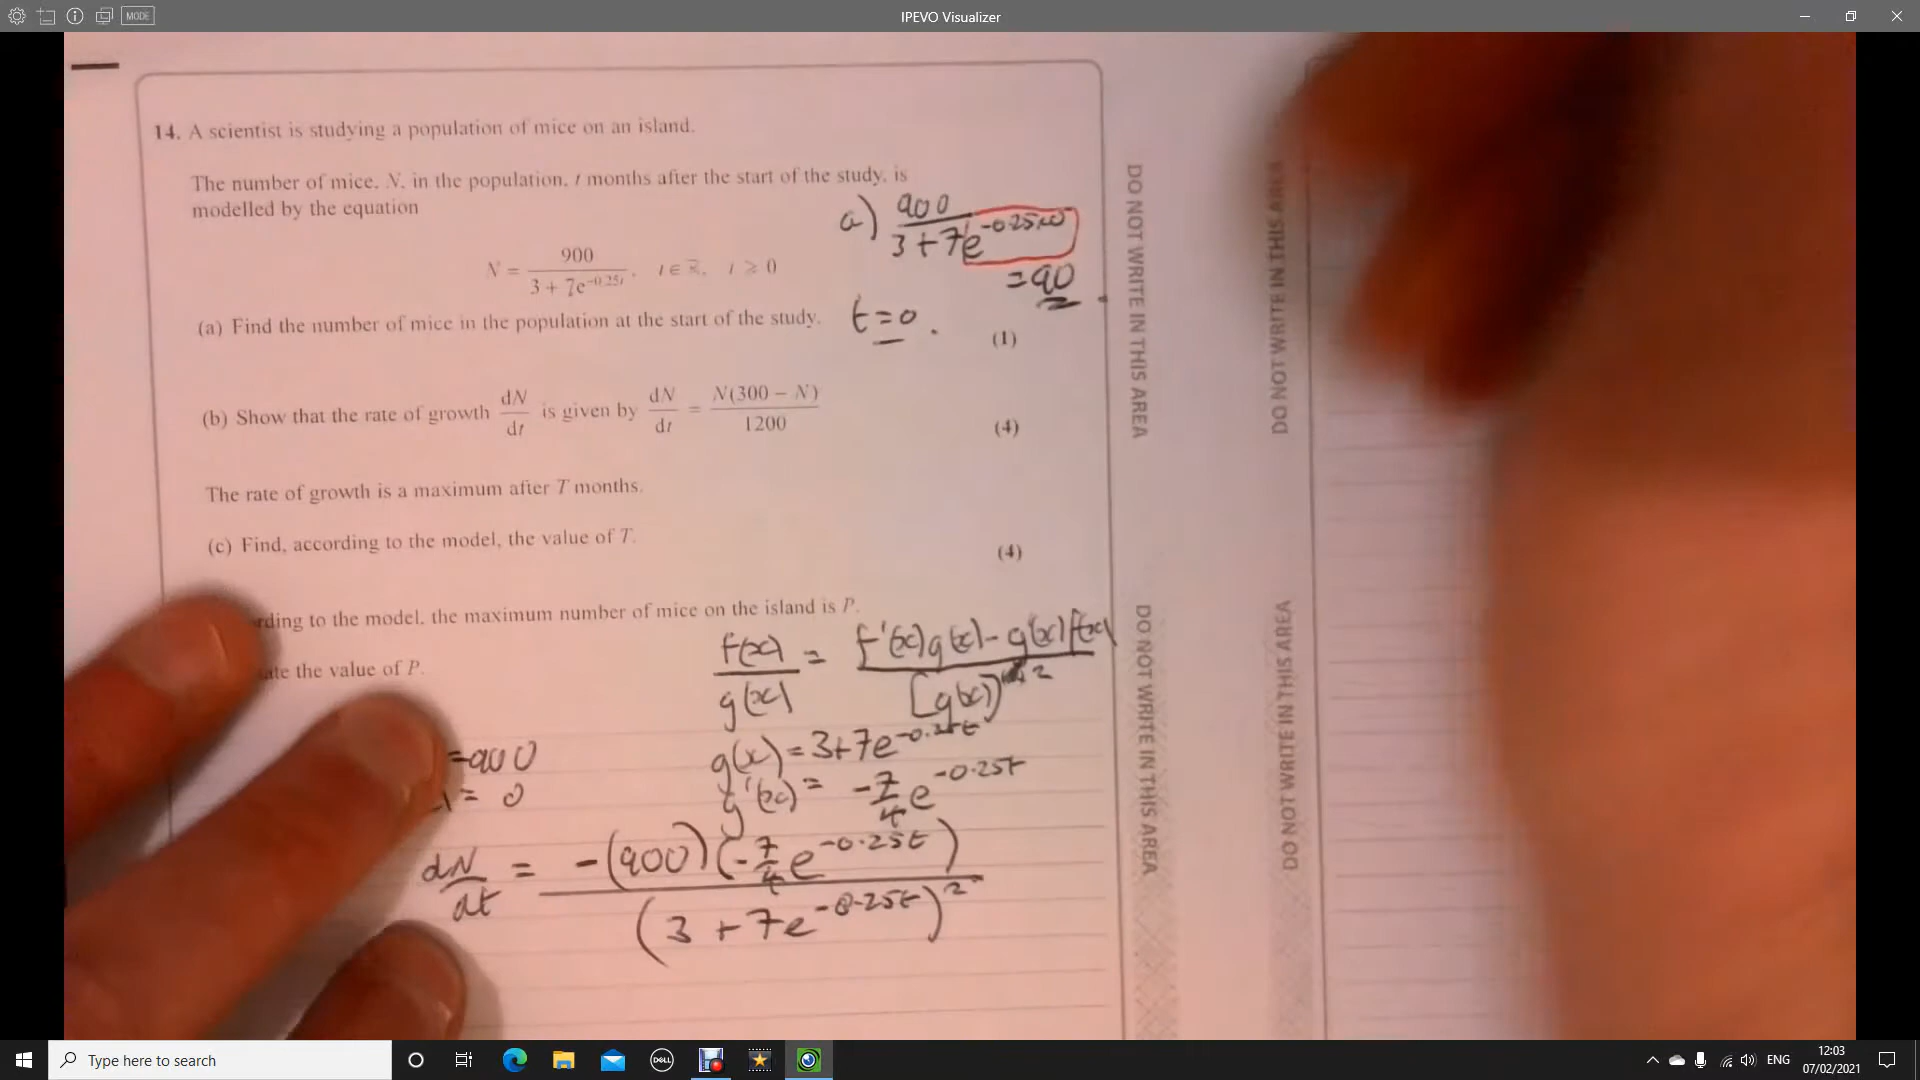 MODE
IPEVO Visualizer
14. A scientist is studying a population of mice on an island.
The number of mice, N, in the population, t months after the start of the study, is
modelled by the equation
N = 900 / (3 + 7e^{-0.25t}), t ∈ ℝ, t ⩾ 0
a) 900 / (3 + 7e^{-0.25×0})
= 90
(a) Find the number of mice in the population at the start of the study.
t = 0
(1)
(b) Show that the rate of growth dN/dt is given by dN/dt = N(300 − N)/1200
(4)
The rate of growth is a maximum after T months.
(c) Find, according to the model, the value of T.
(4)
rding to the model, the maximum number of mice on the island is P.
ate the value of P.
f(x)/g(x) = (f'(x)g(x) - g'(x)f(x)) / [g(x)]^2
= 900
= 0
g(x) = 3+7e^{-0.25t}
g'(x) = -7/4 e^{-0.25t}
dN/dt = -(900)(-7/4 e^{-0.25t}) / (3 + 7e^{-0.25t})^2
DO NOT WRITE IN THIS AREA
DO NOT WRITE IN THIS AREA
DO NOT WRITE IN THIS AREA
DO NOT WRITE IN THIS AREA
Type here to search
DELL
ENG
12:03
07/02/2021